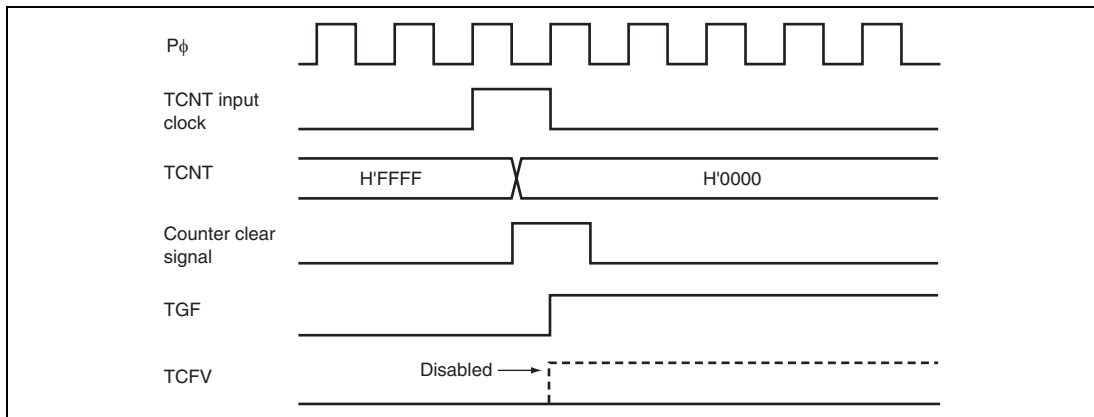 Pϕ
TCNT input
clock
TCNT
H'FFFF
H'0000
Counter clear
signal
TGF
Disabled
TCFV